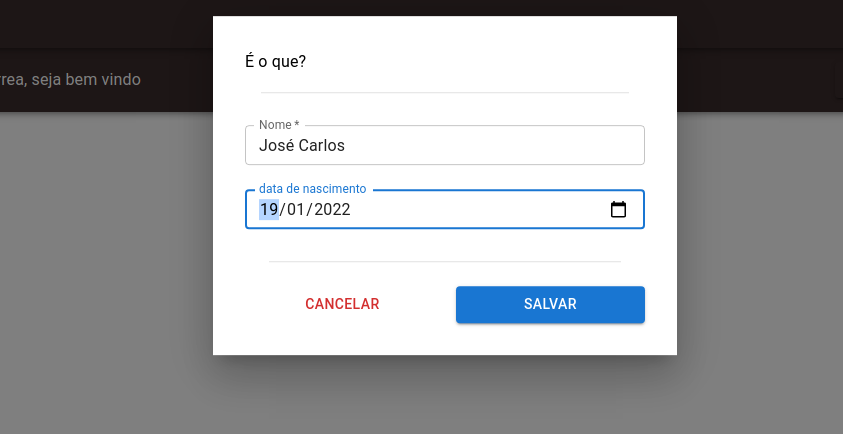 rea, seja bem vindo
É o que?
Nome *
José Carlos
data de nascimento
19/01/2022
CANCELAR
SALVAR